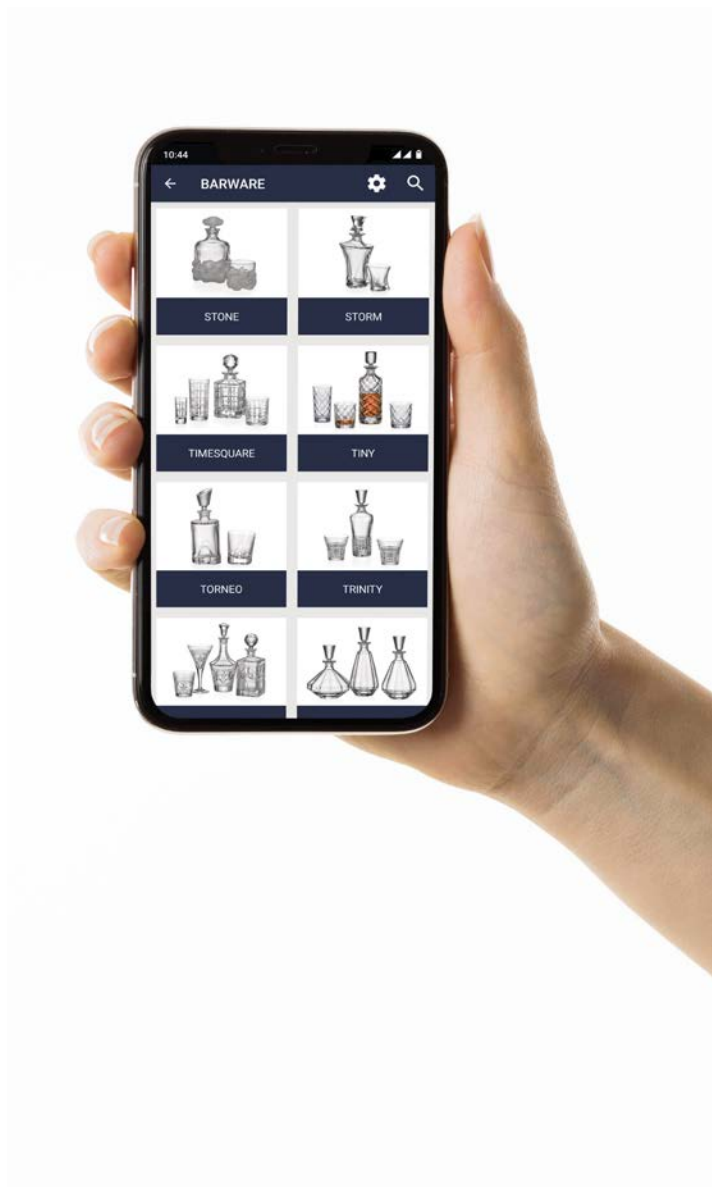 10:44
BARWARE
STONE
STORM
TIMESQUARE
TINY
TORNEO
TRINITY